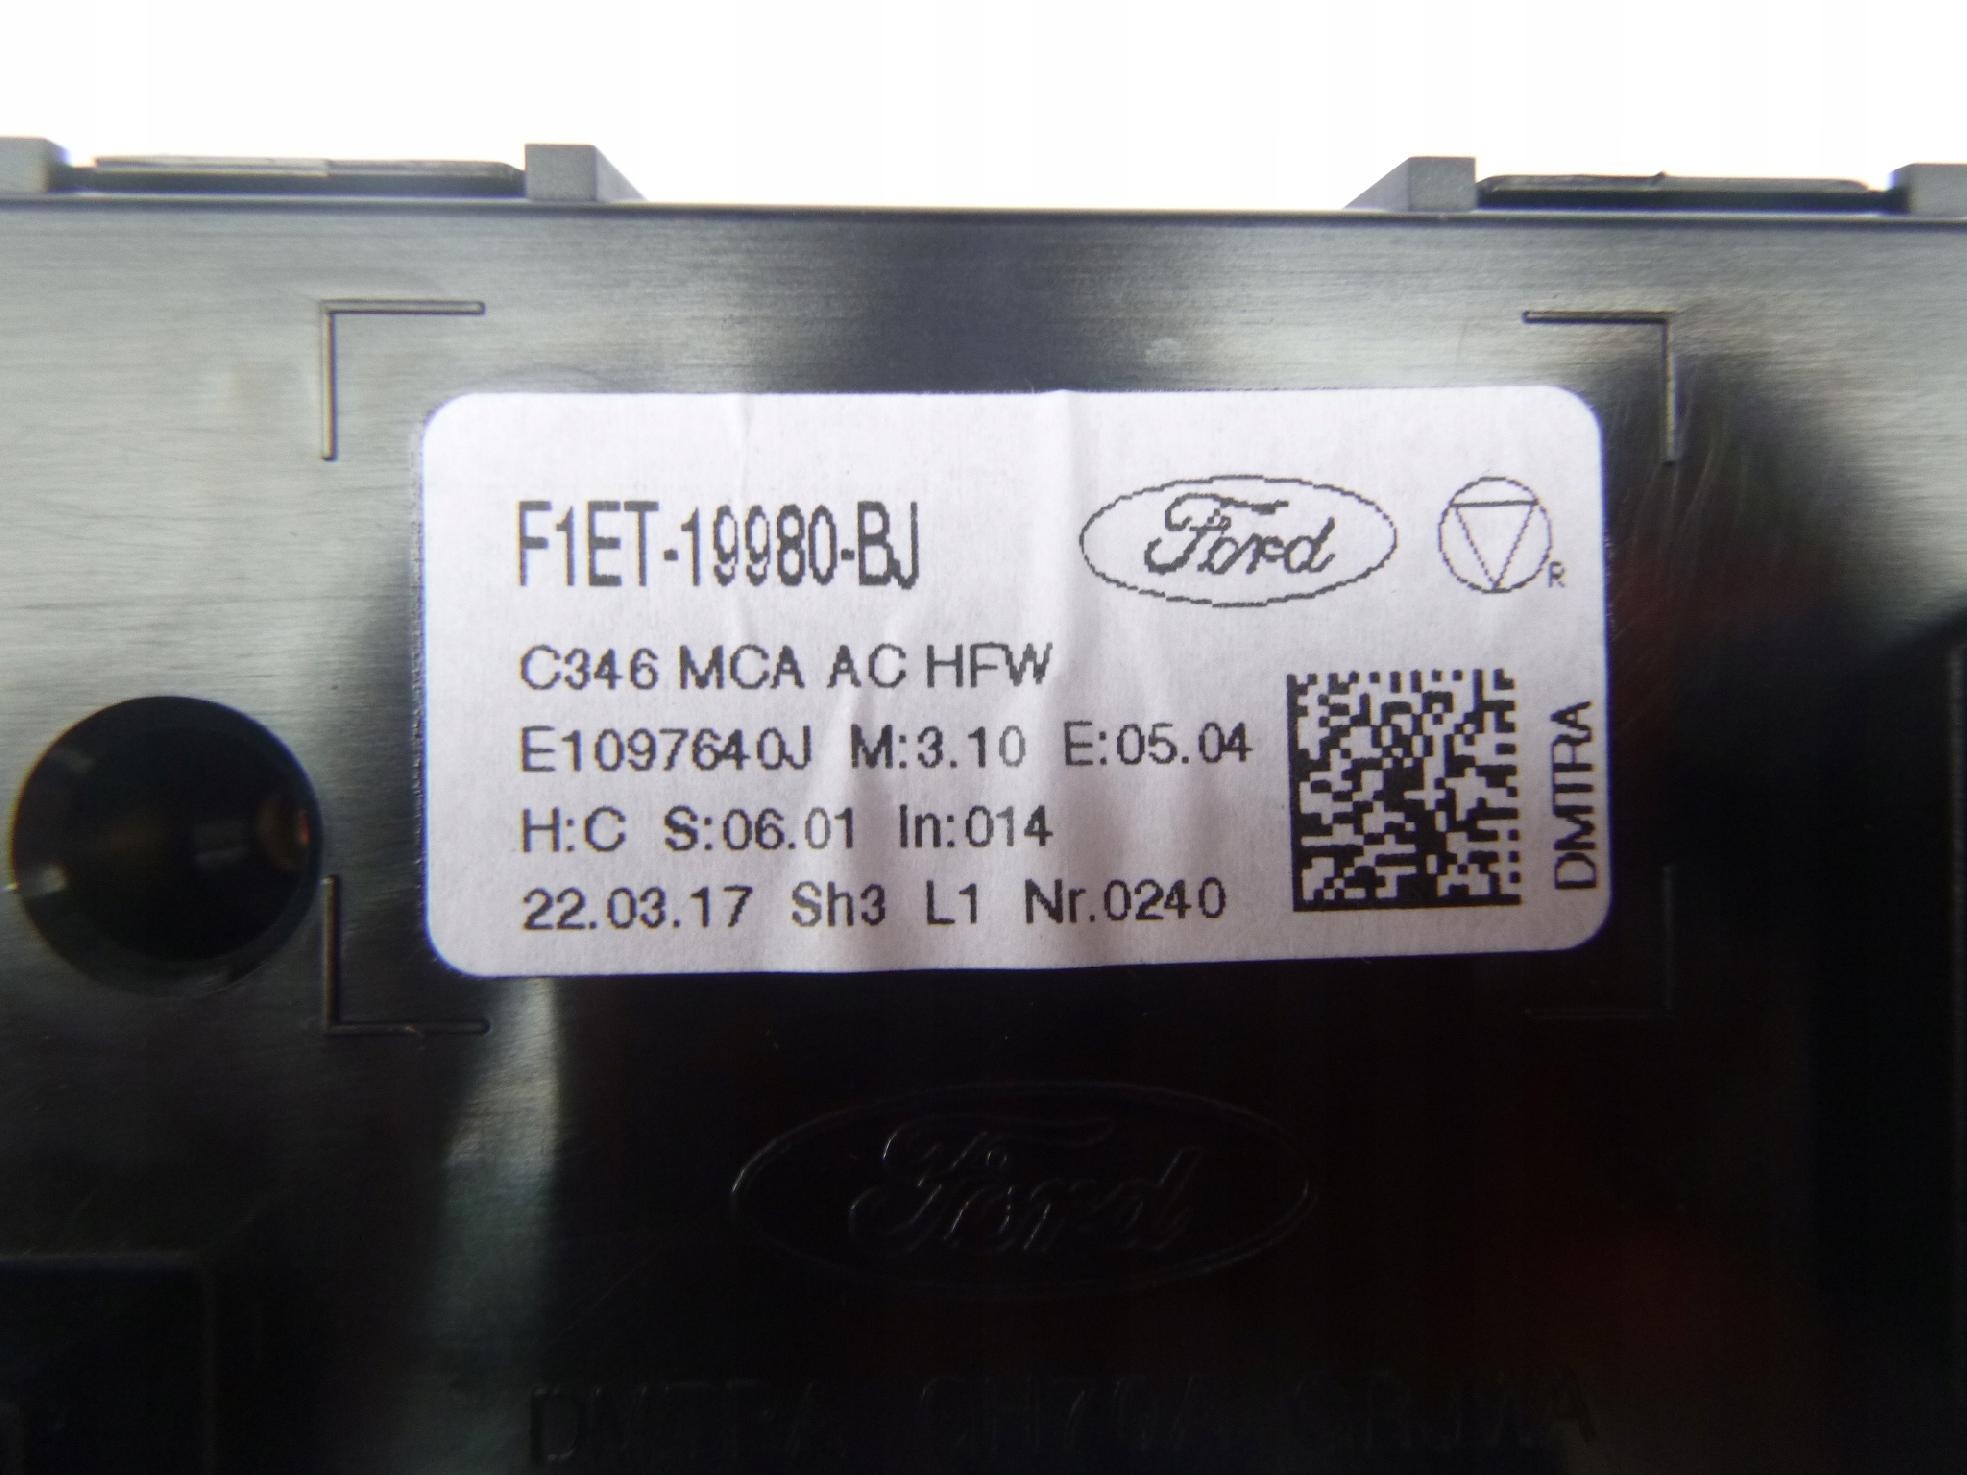 F1ET-19980-BJ
Ford
R
C346 MCA AC HFW
E1097640J M:3.10 E:05.04
H:C S:06.01 In:014
22.03.17 Sh3 L1 Nr.0240
DMTRA
Ford